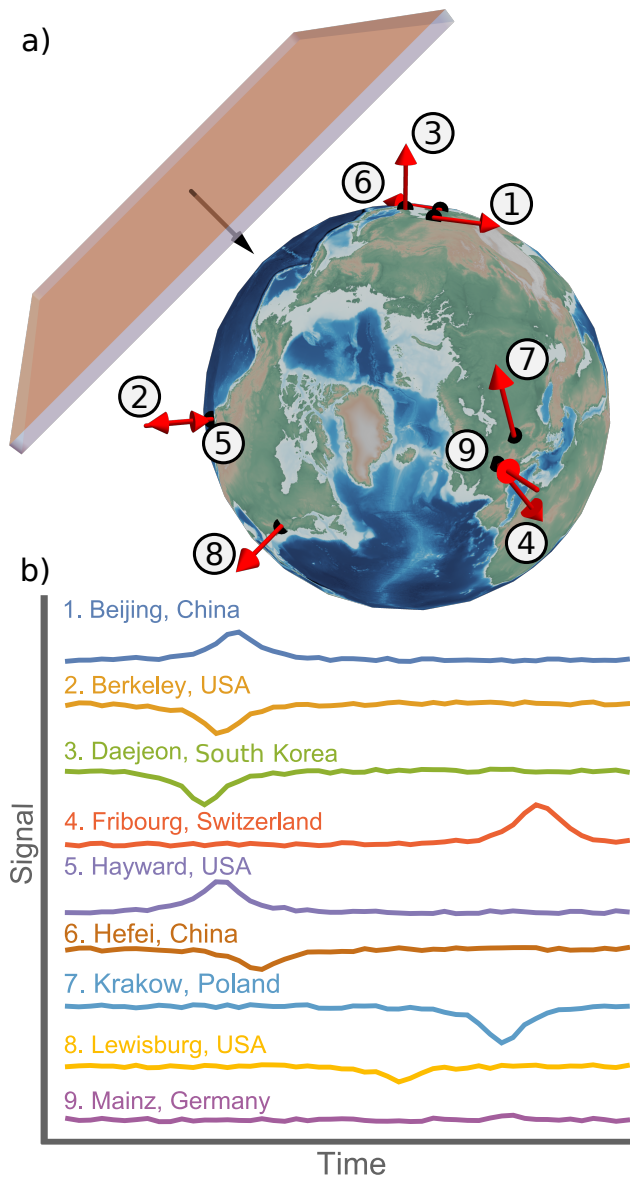 a)
3
6
1
7
2
5
9
4
8
b)
1. Beijing, China
2. Berkeley, USA
3. Daejeon, South Korea
4. Fribourg, Switzerland
5. Hayward, USA
6. Hefei, China
7. Krakow, Poland
8. Lewisburg, USA
9. Mainz, Germany
Signal
Time